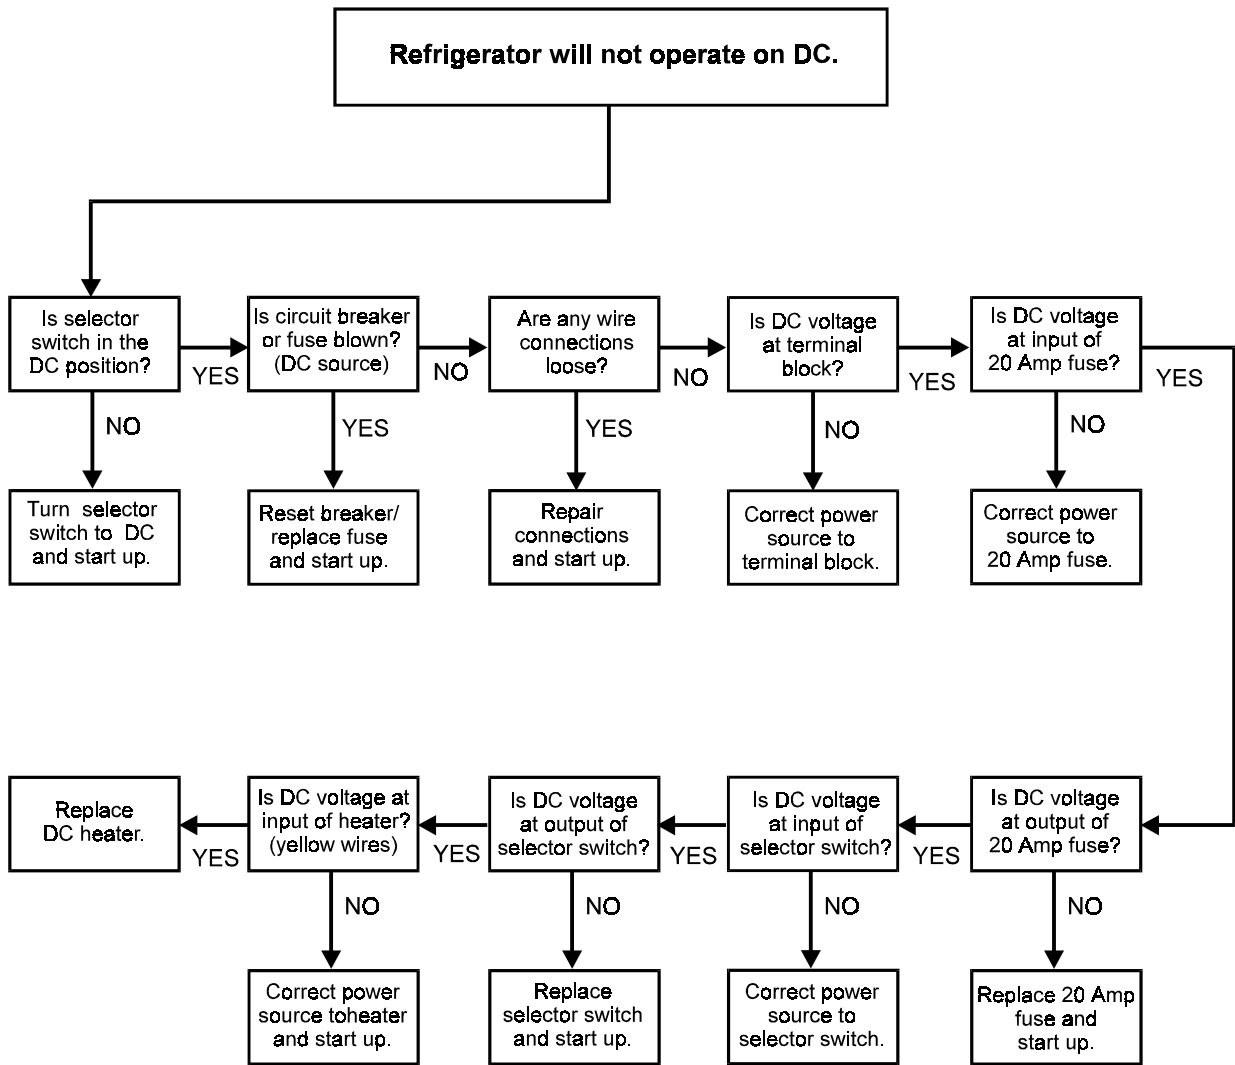 Refrigerator will not operate on DC.
Is selector
switch in the
DC position?
YES
NO
Turn selector
switch to DC
and start up.
Is circuit breaker
or fuse blown?
(DC source)
NO
YES
Reset breaker/
replace fuse
and start up.
Are any wire
connections
loose?
NO
YES
Repair
connections
and start up.
Is DC voltage
at terminal
block?
YES
NO
Correct power
source to
terminal block.
Is DC voltage
at input of
20 Amp fuse?
YES
NO
Correct power
source to
20 Amp fuse.
Is DC voltage
at output of
20 Amp fuse?
YES
NO
Replace 20 Amp
fuse and
start up.
Is DC voltage
at input of
selector switch?
YES
NO
Correct power
source to
selector switch.
Is DC voltage
at output of
selector switch?
YES
NO
Replace
selector switch
and start up.
Is DC voltage at
input of heater?
(yellow wires)
YES
NO
Correct power
source toheater
and start up.
Replace
DC heater.